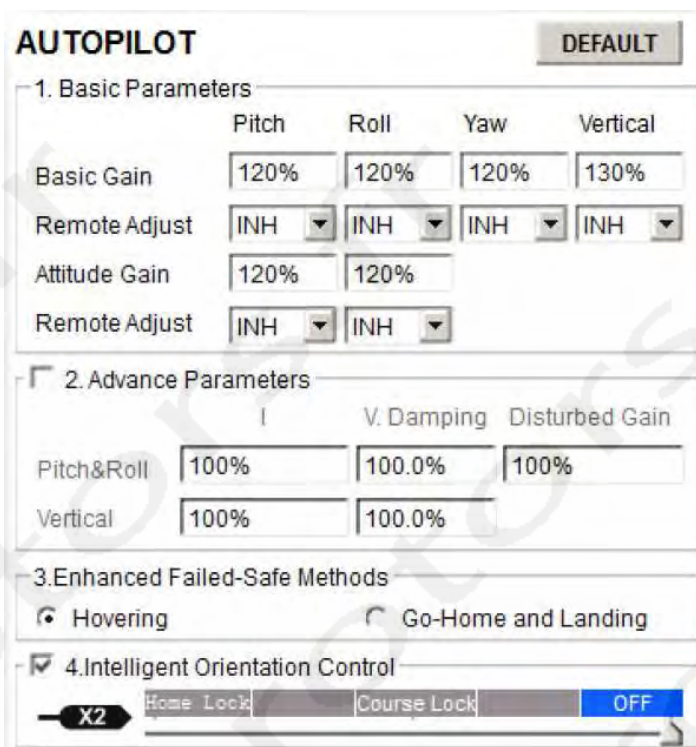 AUTOPILOT DEFAULT
1. Basic Parameters
Pitch Roll Yaw Vertical
Basic Gain 120% 120% 120% 130%
Remote Adjust INH INH INH INH
Attitude Gain 120% 120%
Remote Adjust INH INH
2. Advance Parameters
I V. Damping Disturbed Gain
Pitch&Roll 100% 100.0% 100%
Vertical 100% 100.0%
3.Enhanced Failed-Safe Methods
Hovering Go-Home and Landing
4.Intelligent Orientation Control
X2 Home Lock Course Lock OFF